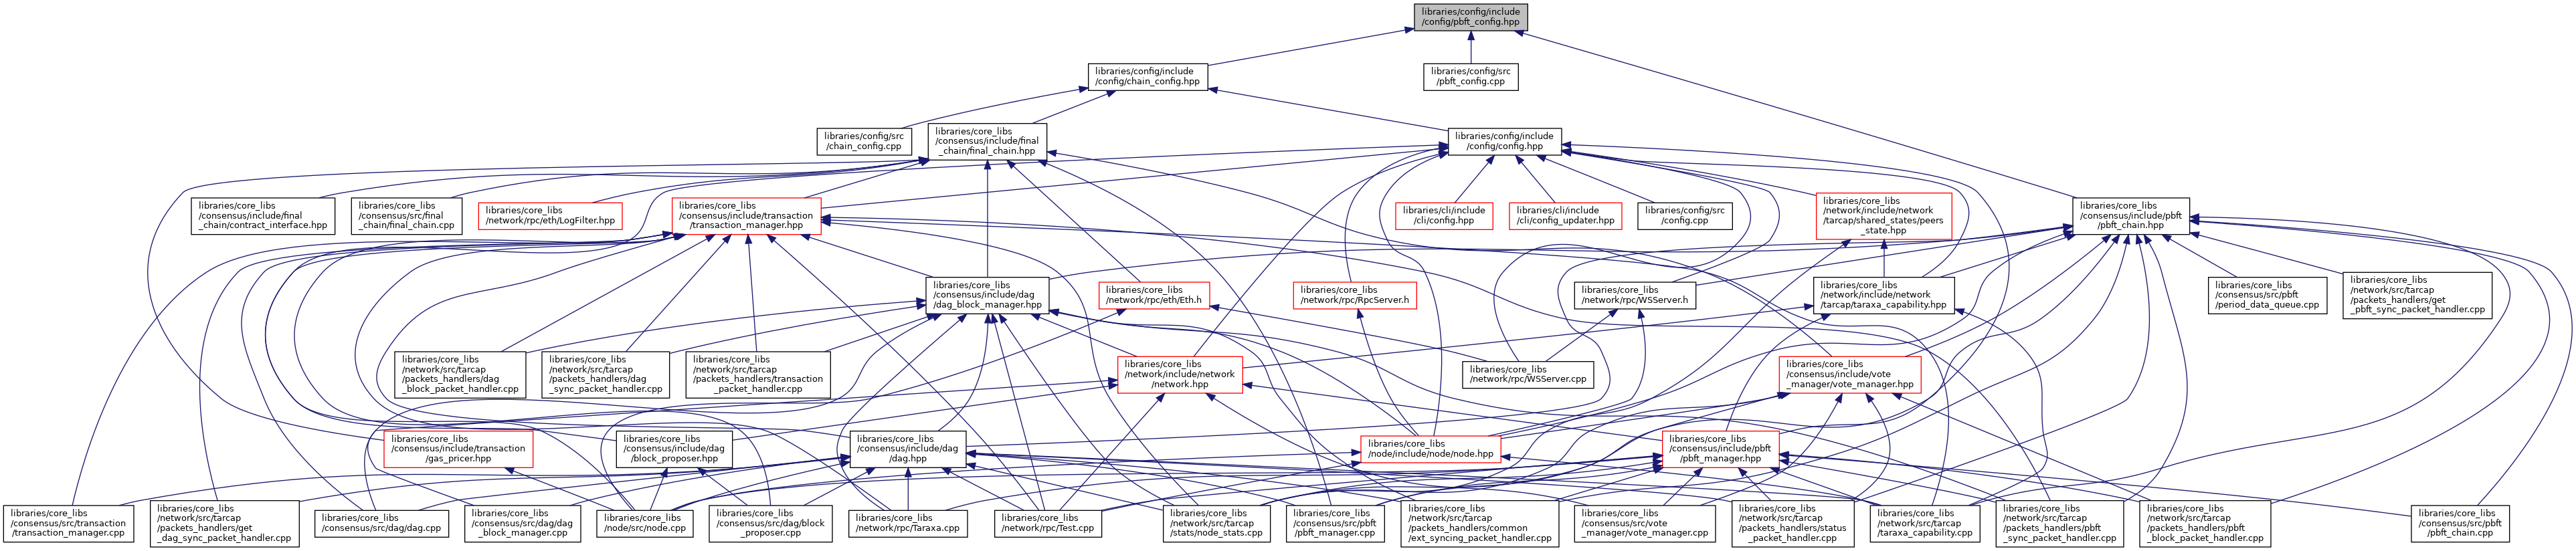 libraries/config/include
/config/pbft_config.hpp
libraries/config/include
/config/chain_config.hpp
libraries/config/src
/pbft_config.cpp
libraries/config/src
/chain_config.cpp
libraries/core_libs
/consensus/include/final
_chain/final_chain.hpp
libraries/config/include
/config/config.hpp
libraries/core_libs
/consensus/include/final
_chain/contract_interface.hpp
libraries/core_libs
/consensus/src/final
_chain/final_chain.cpp
libraries/core_libs
/network/rpc/eth/LogFilter.hpp
libraries/core_libs
/consensus/include/transaction
/transaction_manager.hpp
libraries/cli/include
/cli/config.hpp
libraries/cli/include
/cli/config_updater.hpp
libraries/config/src
/config.cpp
libraries/core_libs
/network/include/network
/tarcap/shared_states/peers
_state.hpp
libraries/core_libs
/consensus/include/pbft
/pbft_chain.hpp
libraries/core_libs
/consensus/include/dag
/dag_block_manager.hpp
libraries/core_libs
/network/rpc/eth/Eth.h
libraries/core_libs
/network/rpc/RpcServer.h
libraries/core_libs
/network/rpc/WSServer.h
libraries/core_libs
/network/include/network
/tarcap/taraxa_capability.hpp
libraries/core_libs
/consensus/src/pbft
/period_data_queue.cpp
libraries/core_libs
/network/src/tarcap
/packets_handlers/get
_pbft_sync_packet_handler.cpp
libraries/core_libs
/network/src/tarcap
/packets_handlers/dag
_block_packet_handler.cpp
libraries/core_libs
/network/src/tarcap
/packets_handlers/dag
_sync_packet_handler.cpp
libraries/core_libs
/network/src/tarcap
/packets_handlers/transaction
_packet_handler.cpp
libraries/core_libs
/network/include/network
/network.hpp
libraries/core_libs
/network/rpc/WSServer.cpp
libraries/core_libs
/consensus/include/vote
_manager/vote_manager.hpp
libraries/core_libs
/consensus/include/transaction
/gas_pricer.hpp
libraries/core_libs
/consensus/include/dag
/block_proposer.hpp
libraries/core_libs
/consensus/include/dag
/dag.hpp
libraries/core_libs
/node/include/node/node.hpp
libraries/core_libs
/consensus/include/pbft
/pbft_manager.hpp
libraries/core_libs
/consensus/src/transaction
/transaction_manager.cpp
libraries/core_libs
/network/src/tarcap
/packets_handlers/get
_dag_sync_packet_handler.cpp
libraries/core_libs
/consensus/src/dag/dag.cpp
libraries/core_libs
/consensus/src/dag/dag
_block_manager.cpp
libraries/core_libs
/node/src/node.cpp
libraries/core_libs
/consensus/src/dag/block
_proposer.cpp
libraries/core_libs
/network/rpc/Taraxa.cpp
libraries/core_libs
/network/rpc/Test.cpp
libraries/core_libs
/network/src/tarcap
/stats/node_stats.cpp
libraries/core_libs
/consensus/src/pbft
/pbft_manager.cpp
libraries/core_libs
/network/src/tarcap
/packets_handlers/common
/ext_syncing_packet_handler.cpp
libraries/core_libs
/consensus/src/vote
_manager/vote_manager.cpp
libraries/core_libs
/network/src/tarcap
/packets_handlers/status
_packet_handler.cpp
libraries/core_libs
/network/src/tarcap
/taraxa_capability.cpp
libraries/core_libs
/network/src/tarcap
/packets_handlers/pbft
_sync_packet_handler.cpp
libraries/core_libs
/network/src/tarcap
/packets_handlers/pbft
_block_packet_handler.cpp
libraries/core_libs
/consensus/src/pbft
/pbft_chain.cpp